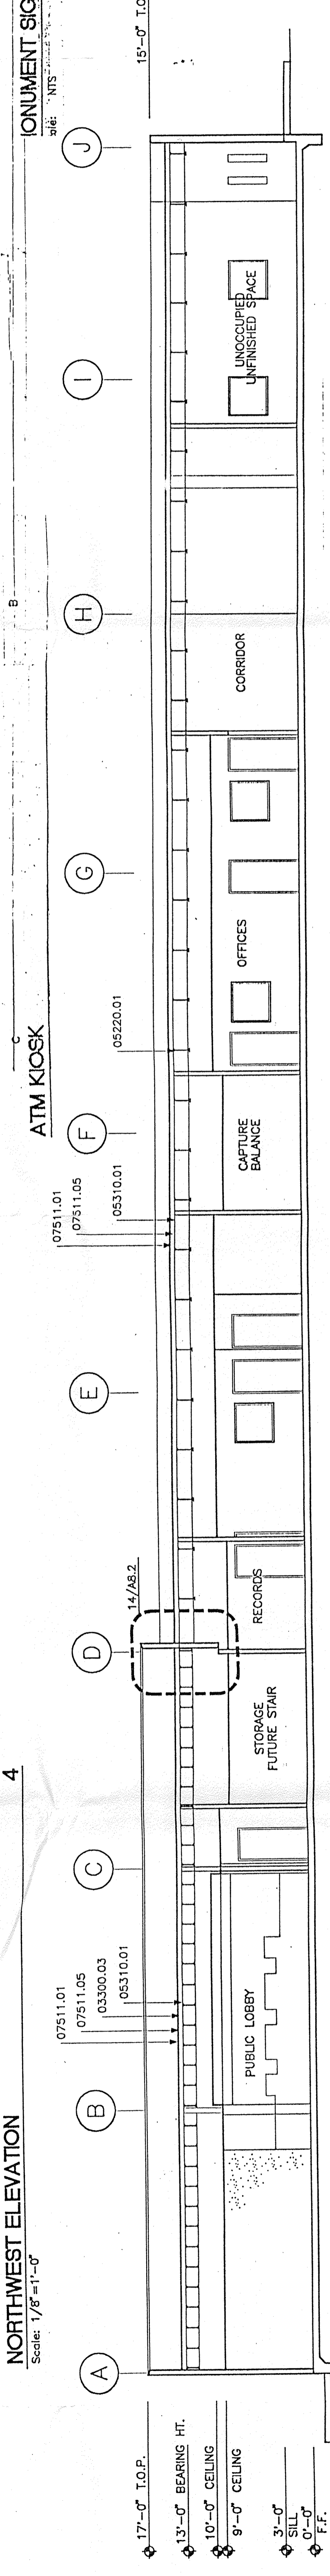 NORTHWEST ELEVATION
Scale: 1/8"=1'-0"
4
ATM KIOSK
C
B
ONUMENT SIG
NTS
17'-0" T.O.P.
13'-0" BEARING HT.
10'-0" CEILING
9'-0" CEILING
3'-0"
SILL
0'-0"
F.F.
A
B
C
D
E
F
G
H
I
J
07511.01
07511.05
03300.03
05310.01
14/A8.2
07511.01
07511.05
05310.01
05220.01
15'-0" T.O
PUBLIC LOBBY
STORAGE
FUTURE STAIR
RECORDS
CAPTURE
BALANCE
OFFICES
CORRIDOR
UNOCCUPIED
UNFINISHED SPACE